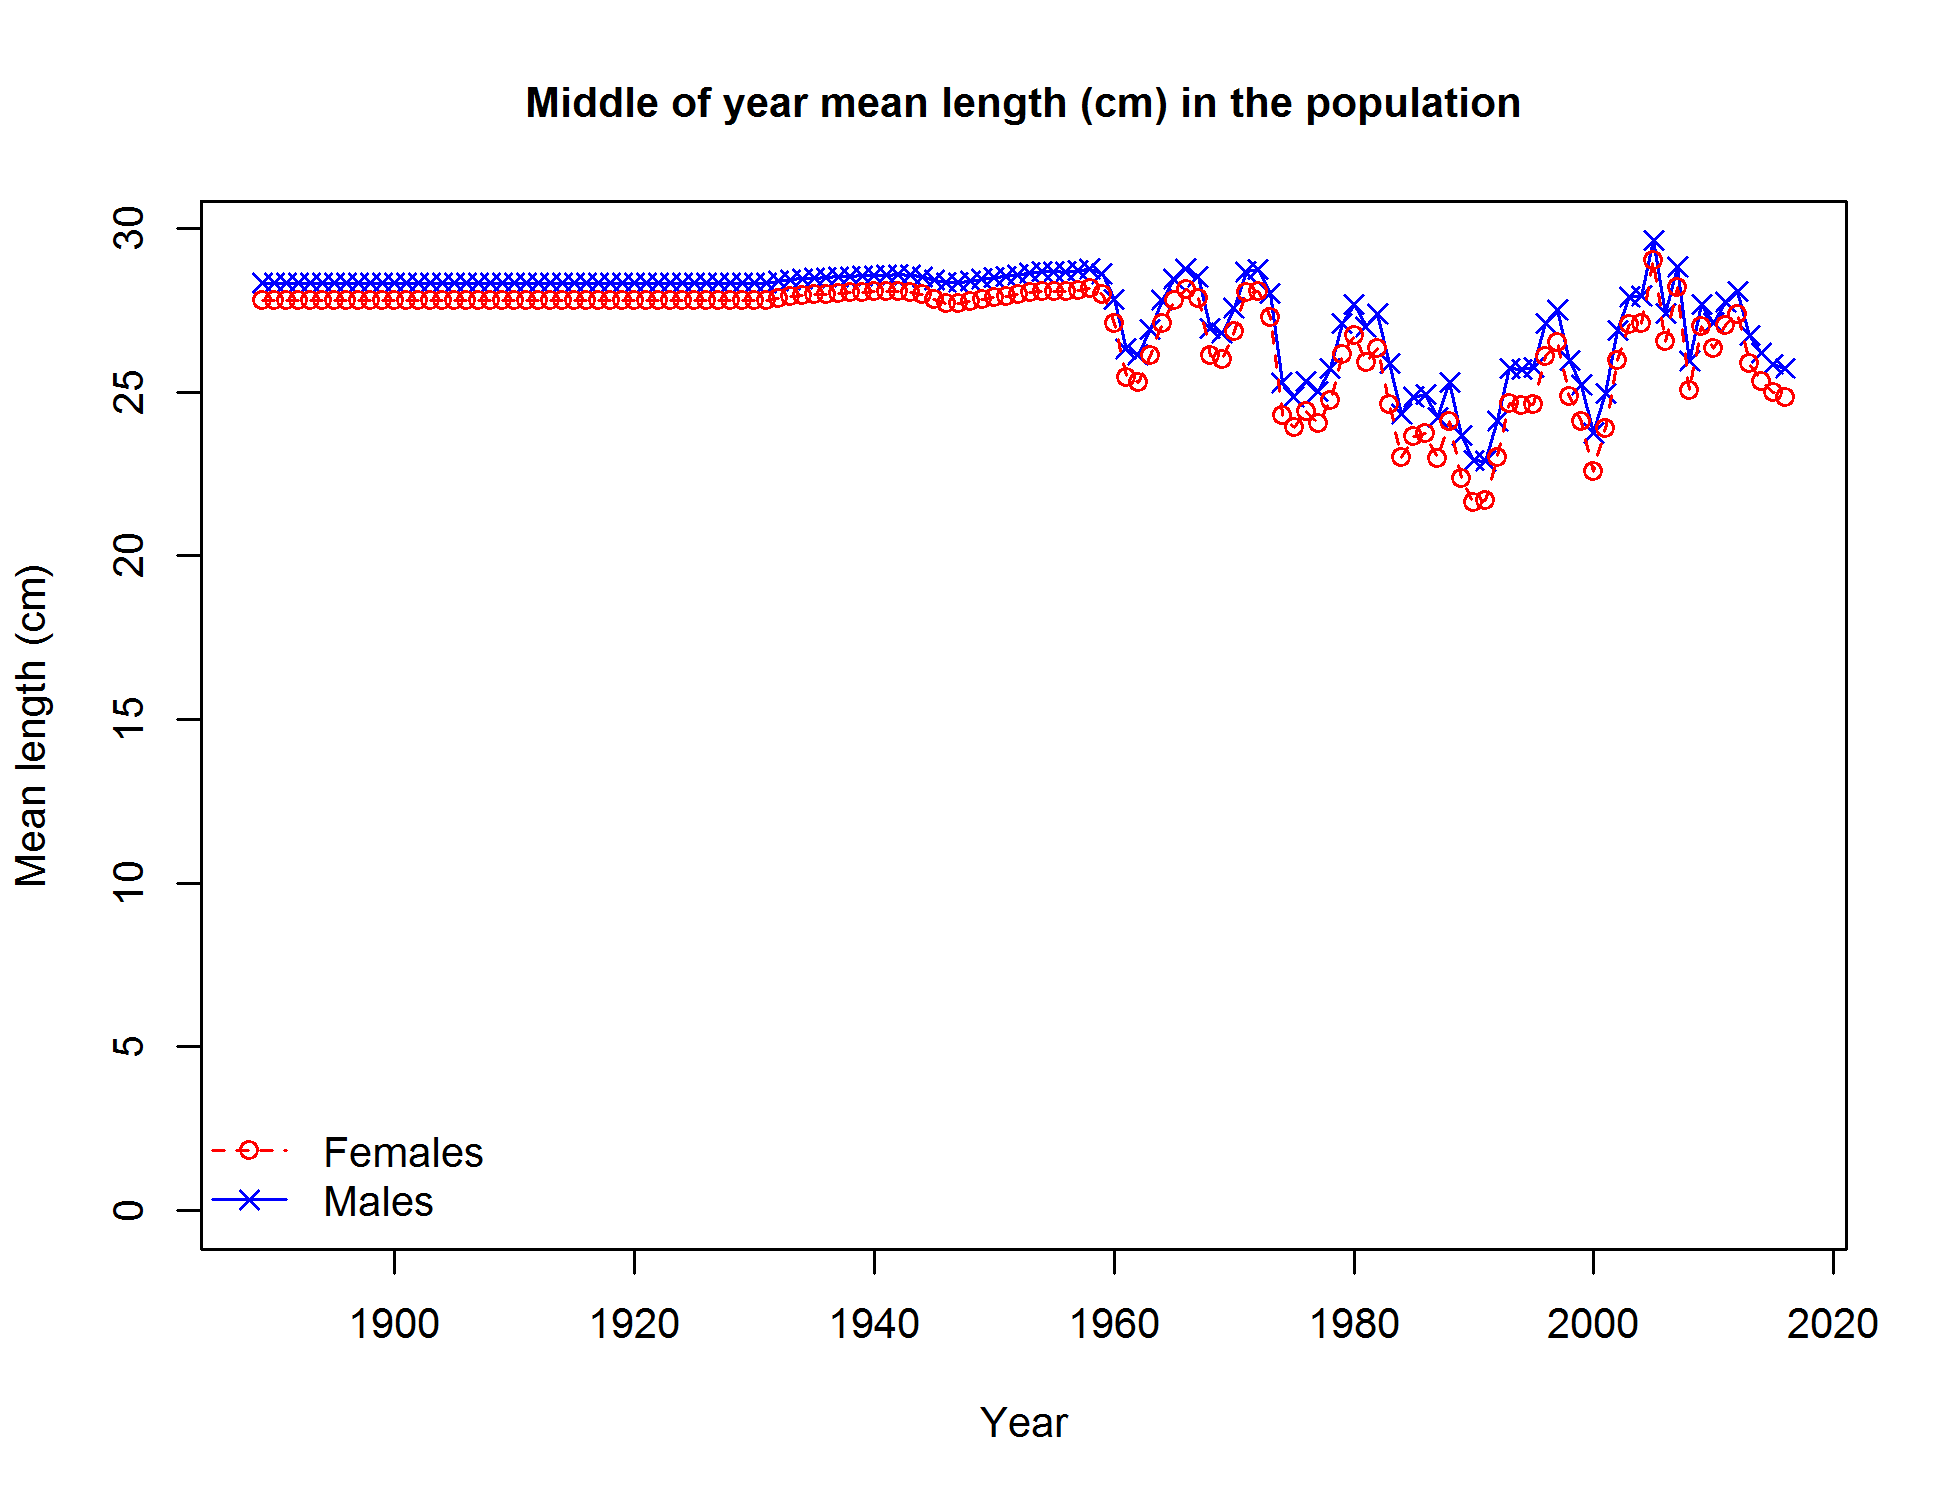 Middle of year mean length (cm) in the population
Mean length (cm)
30
25
20
15
10
5
0
Females
Males
1900 1920 1940 1960 1980 2000 2020
Year